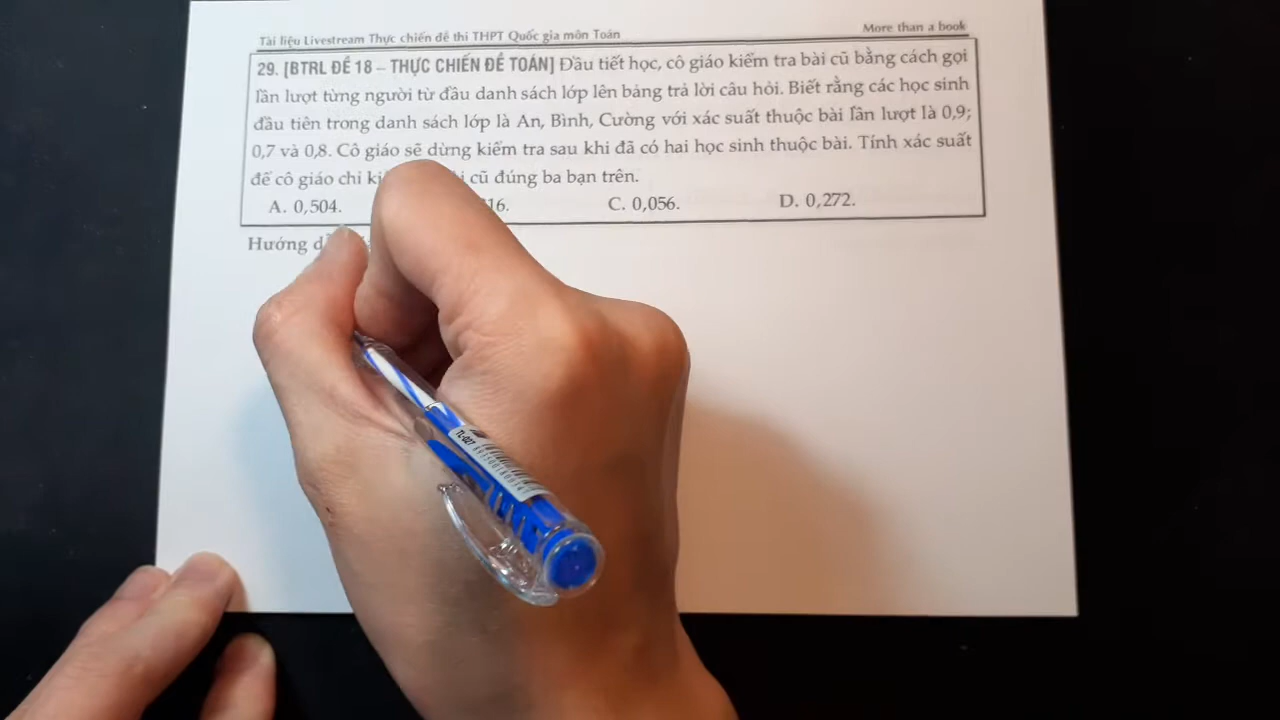 Tài liệu Livestream Thực chiến đề thi THPT Quốc gia môn Toán
More than a book
29. [BTRL ĐỀ 18 – THỰC CHIẾN ĐỀ TOÁN] Đầu tiết học, cô giáo kiểm tra bài cũ bằng cách gọi
lần lượt từng người từ đầu danh sách lớp lên bảng trả lời câu hỏi. Biết rằng các học sinh
đầu tiên trong danh sách lớp là An, Bình, Cường với xác suất thuộc bài lần lượt là 0,9;
0,7 và 0,8. Cô giáo sẽ dừng kiểm tra sau khi đã có hai học sinh thuộc bài. Tính xác suất
để cô giáo chỉ cũ đúng ba bạn trên.
A. 0,504. 16. C. 0,056. D. 0,272.
Hướng
TL-027